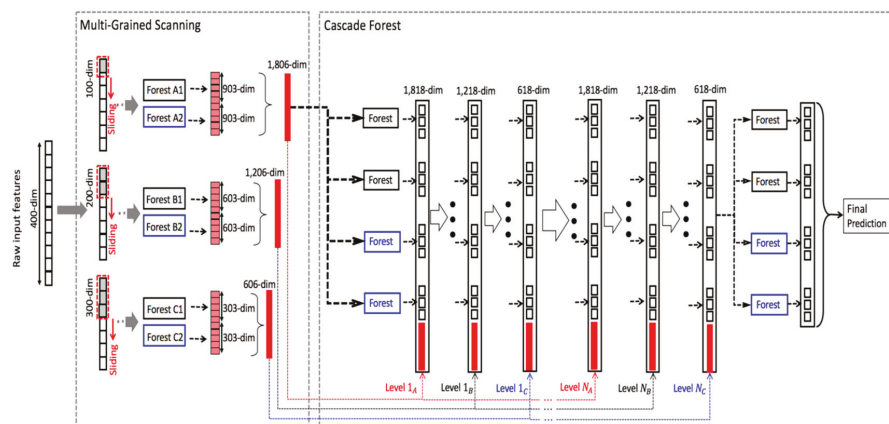 Multi-Grained Scanning
Cascade Forest
Raw input features
400-dim
100-dim
Sliding
Forest A1
Forest A2
903-dim
903-dim
1,806-dim
200-dim
Sliding
Forest B1
Forest B2
603-dim
603-dim
1,206-dim
300-dim
Sliding
Forest C1
Forest C2
303-dim
303-dim
606-dim
Forest
Forest
Forest
Forest
1,818-dim
1,218-dim
618-dim
1,818-dim
1,218-dim
618-dim
Level 1A
Level 1B
Level 1C
Level NA
Level NB
Level NC
...
...
Forest
Forest
Forest
Forest
Final
Prediction